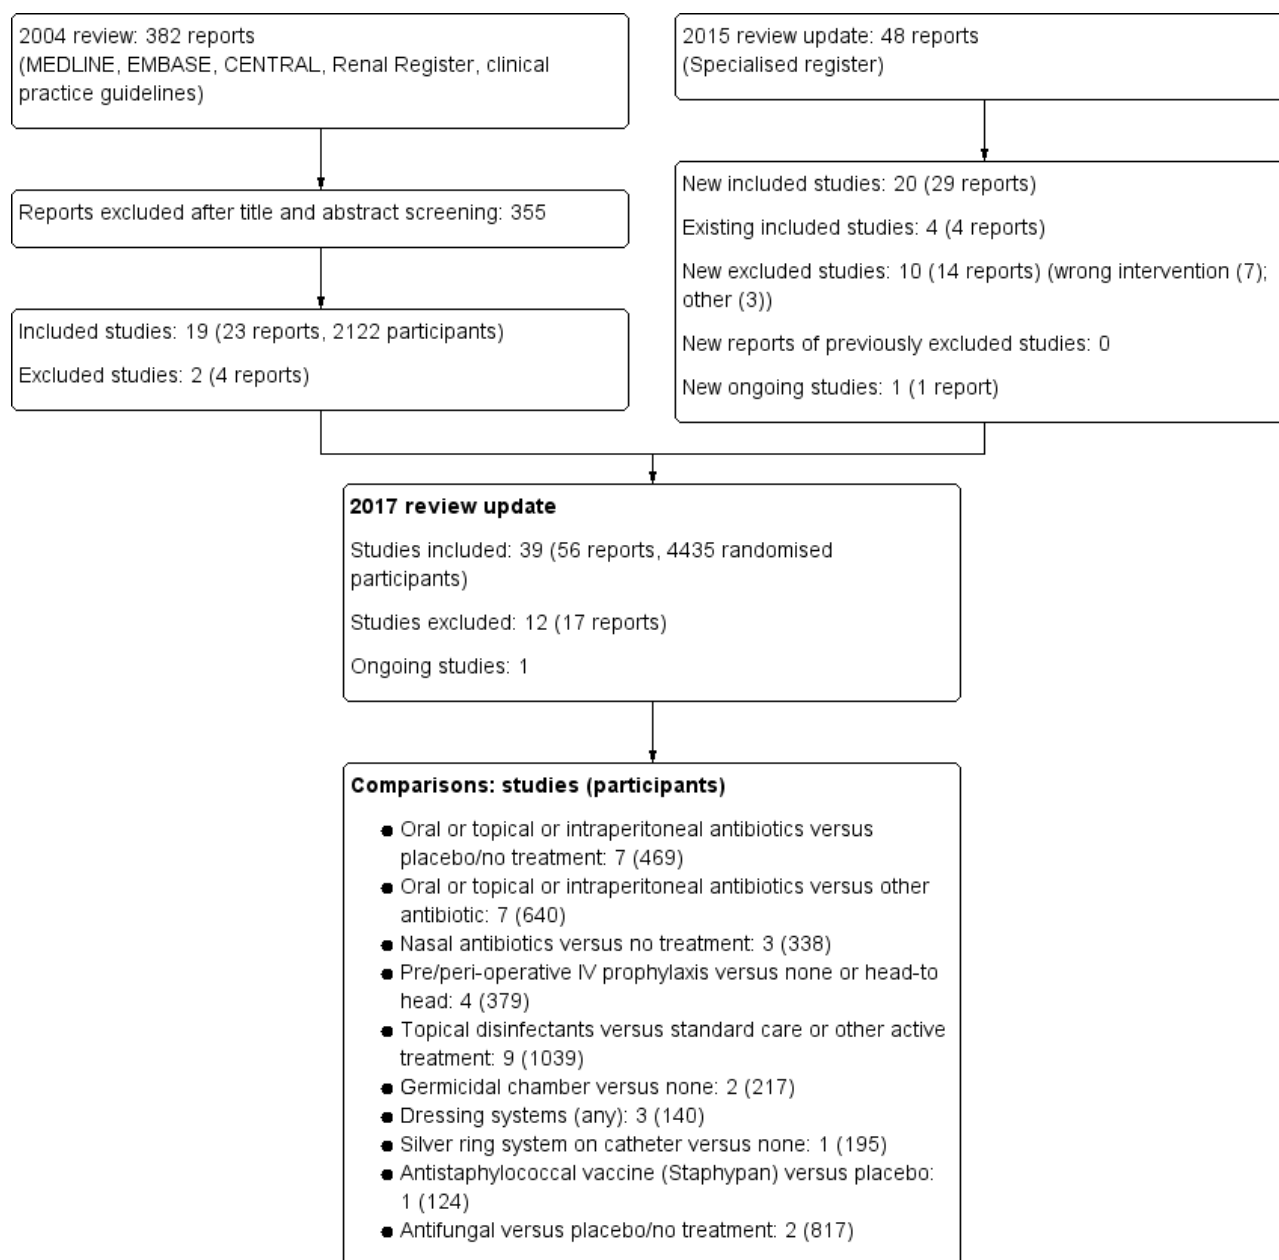 2004 review: 382 reports
(MEDLINE, EMBASE, CENTRAL, Renal Register, clinical
practice guidelines)
2015 review update: 48 reports
(Specialised register)
Reports excluded after title and abstract screening: 355
New included studies: 20 (29 reports)
Existing included studies: 4 (4 reports)
New excluded studies: 10 (14 reports) (wrong intervention (7);
other (3))
New reports of previously excluded studies: 0
New ongoing studies: 1 (1 report)
Included studies: 19 (23 reports, 2122 participants)
Excluded studies: 2 (4 reports)
2017 review update
Studies included: 39 (56 reports, 4435 randomised
participants)
Studies excluded: 12 (17 reports)
Ongoing studies: 1
Comparisons: studies (participants)
● Oral or topical or intraperitoneal antibiotics versus
placebo/no treatment: 7 (469)
● Oral or topical or intraperitoneal antibiotics versus other
antibiotic: 7 (640)
● Nasal antibiotics versus no treatment: 3 (338)
● Pre/peri-operative IV prophylaxis versus none or head-to
head: 4 (379)
● Topical disinfectants versus standard care or other active
treatment: 9 (1039)
● Germicidal chamber versus none: 2 (217)
● Dressing systems (any): 3 (140)
● Silver ring system on catheter versus none: 1 (195)
● Antistaphylococcal vaccine (Staphypan) versus placebo:
1 (124)
● Antifungal versus placebo/no treatment: 2 (817)